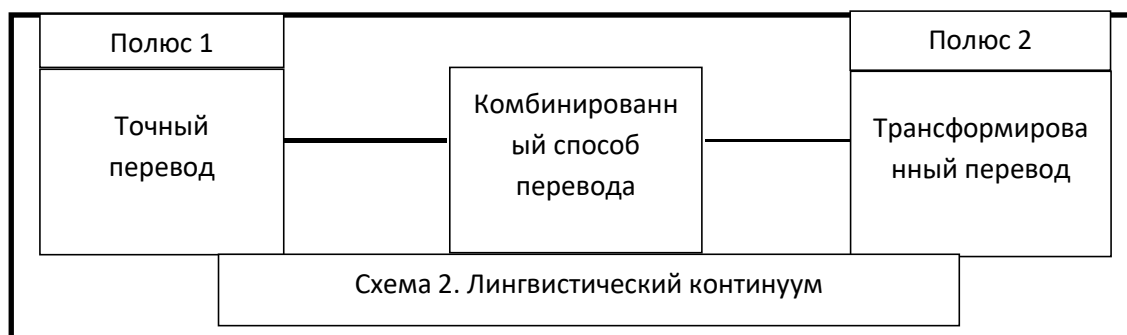 Полюс 1
Полюс 2
Точный
перевод
Комбинированн
ый способ
перевода
Трансформирова
нный перевод
Схема 2. Лингвистический континуум